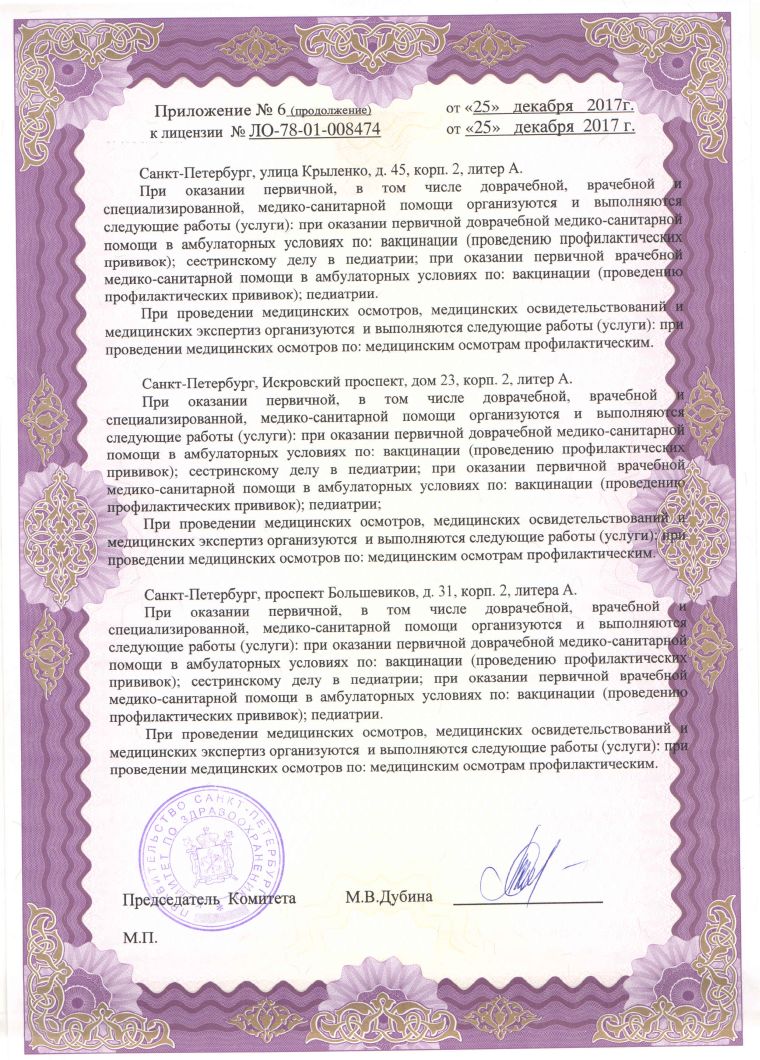 Приложение № 6 (продолжение) от «25» декабря 2017г.
к лицензии № ЛО-78-01-008474 от «25» декабря 2017 г.
Санкт-Петербург, улица Крыленко, д. 45, корп. 2, литер А.
При оказании первичной, в том числе доврачебной, врачебной и
специализированной, медико-санитарной помощи организуются и выполняются
следующие работы (услуги): при оказании первичной доврачебной медико-санитарной
помощи в амбулаторных условиях по: вакцинации (проведению профилактических
прививок); сестринскому делу в педиатрии; при оказании первичной врачебной
медико-санитарной помощи в амбулаторных условиях по: вакцинации (проведению
профилактических прививок); педиатрии.
При проведении медицинских осмотров, медицинских освидетельствований и
медицинских экспертиз организуются и выполняются следующие работы (услуги): при
проведении медицинских осмотров по: медицинским осмотрам профилактическим.
Санкт-Петербург, Искровский проспект, дом 23, корп. 2, литер А.
При оказании первичной, в том числе доврачебной, врачебной и
специализированной, медико-санитарной помощи организуются и выполняются
следующие работы (услуги): при оказании первичной доврачебной медико-санитарной
помощи в амбулаторных условиях по: вакцинации (проведению профилактических
прививок); сестринскому делу в педиатрии; при оказании первичной врачебной
медико-санитарной помощи в амбулаторных условиях по: вакцинации (проведению
профилактических прививок); педиатрии;
При проведении медицинских осмотров, медицинских освидетельствований и
медицинских экспертиз организуются и выполняются следующие работы (услуги): при
проведении медицинских осмотров по: медицинским осмотрам профилактическим.
Санкт-Петербург, проспект Большевиков, д. 31, корп. 2, литера А.
При оказании первичной, в том числе доврачебной, врачебной и
специализированной, медико-санитарной помощи организуются и выполняются
следующие работы (услуги): при оказании первичной доврачебной медико-санитарной
помощи в амбулаторных условиях по: вакцинации (проведению профилактических
прививок); сестринскому делу в педиатрии; при оказании первичной врачебной
медико-санитарной помощи в амбулаторных условиях по: вакцинации (проведению
профилактических прививок); педиатрии.
При проведении медицинских осмотров, медицинских освидетельствований и
медицинских экспертиз организуются и выполняются следующие работы (услуги): при
проведении медицинских осмотров по: медицинским осмотрам профилактическим.
ПРАВИТЕЛЬСТВО САНКТ-ПЕТЕРБУРГА
КОМИТЕТ ПО ЗДРАВООХРАНЕНИЮ
Председатель Комитета М.В.Дубина
М.П.